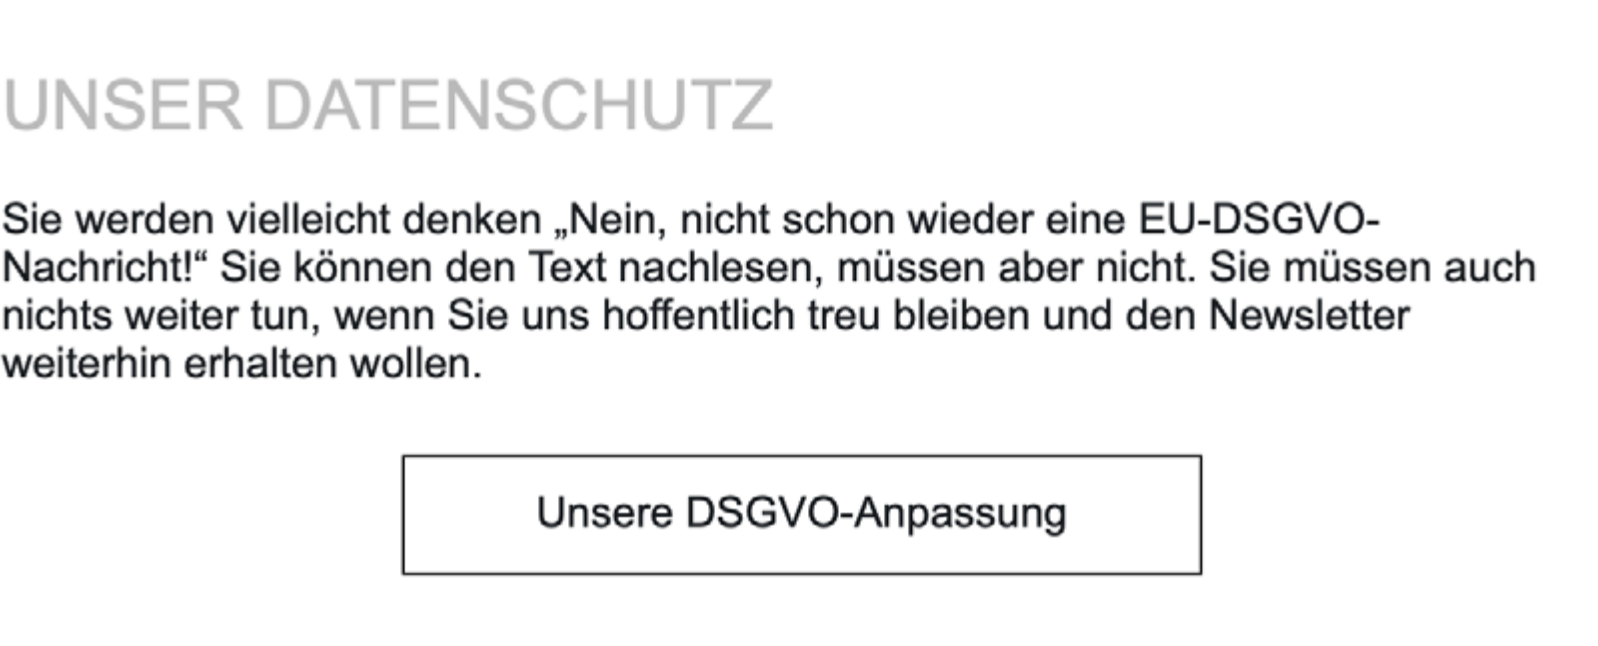 UNSER DATENSCHUTZ
Sie werden vielleicht denken „Nein, nicht schon wieder eine EU-DSGVO-
Nachricht!“ Sie können den Text nachlesen, müssen aber nicht. Sie müssen auch
nichts weiter tun, wenn Sie uns hoffentlich treu bleiben und den Newsletter
weiterhin erhalten wollen.
Unsere DSGVO-Anpassung